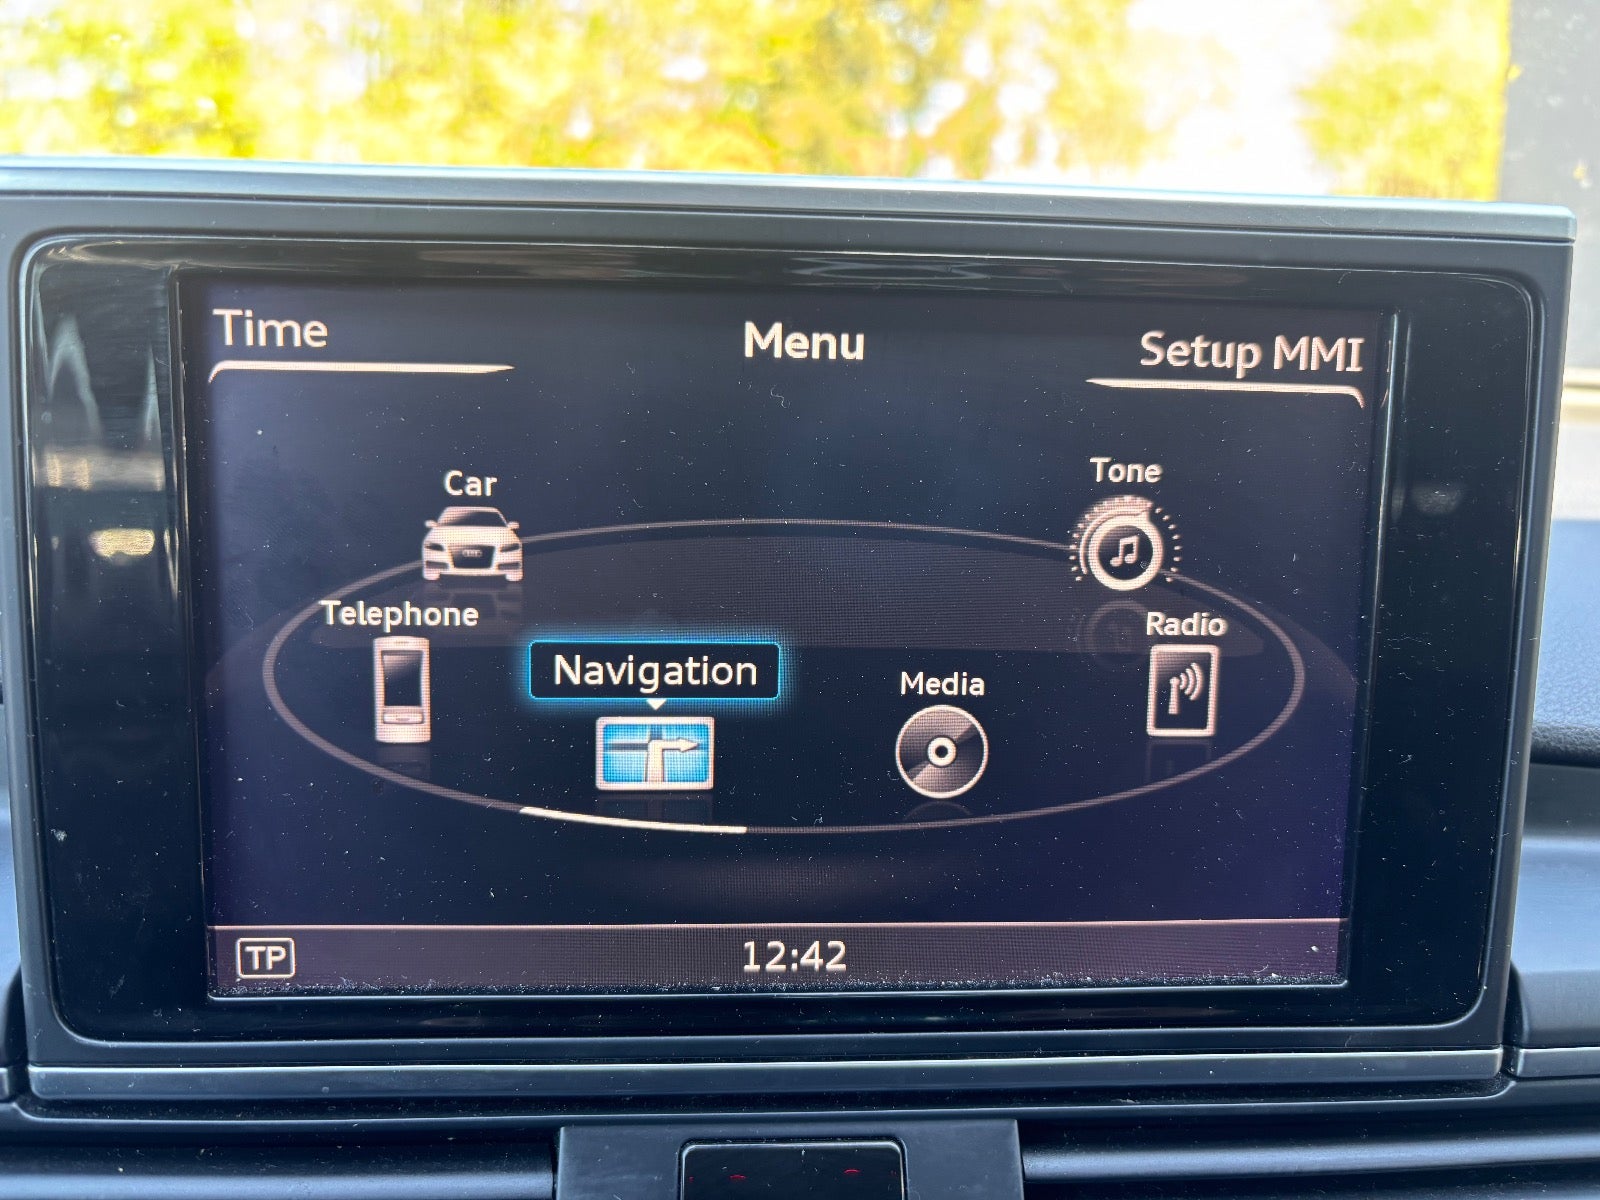 Time
Menu
Setup MMI
Car
Tone
Telephone
Radio
Navigation
Media
TP
12:42